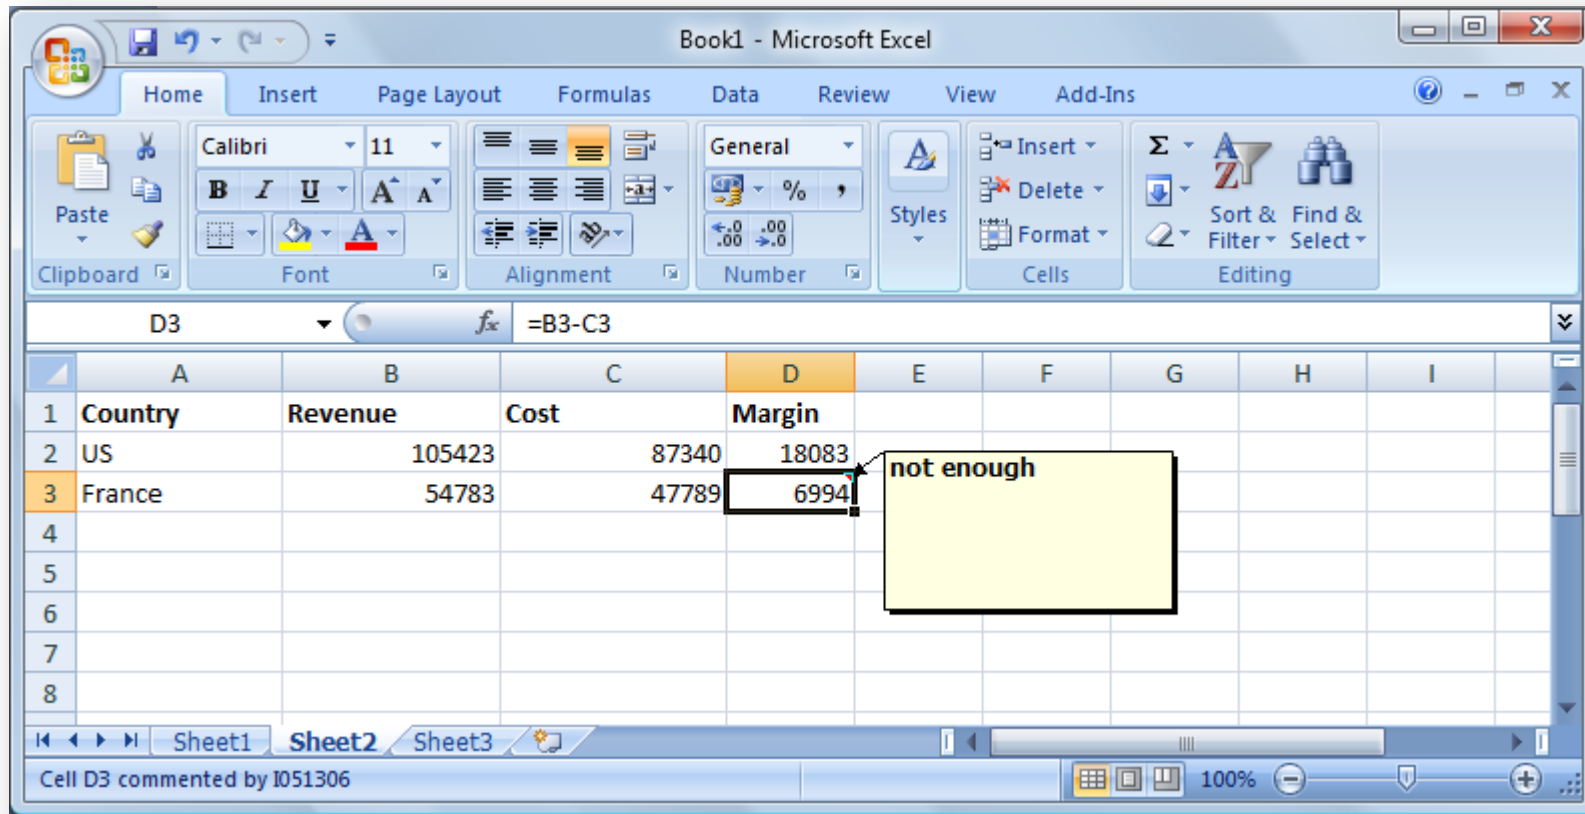 Book1 - Microsoft Excel
Home Insert Page Layout Formulas Data Review View Add-Ins
Calibri 11 General Insert Σ
B I U A A % , Delete
Paste Styles Sort & Find &
A .00 .00 Format Filter Select
Clipboard Font Alignment Number Cells Editing
D3 fx =B3-C3
A B C D E F G H I
1 Country Revenue Cost Margin
2 US 105423 87340 18083
not enough
3 France 54783 47789 6994
4
5
6
7
8
Sheet1 Sheet2 Sheet3
Cell D3 commented by I051306 100%